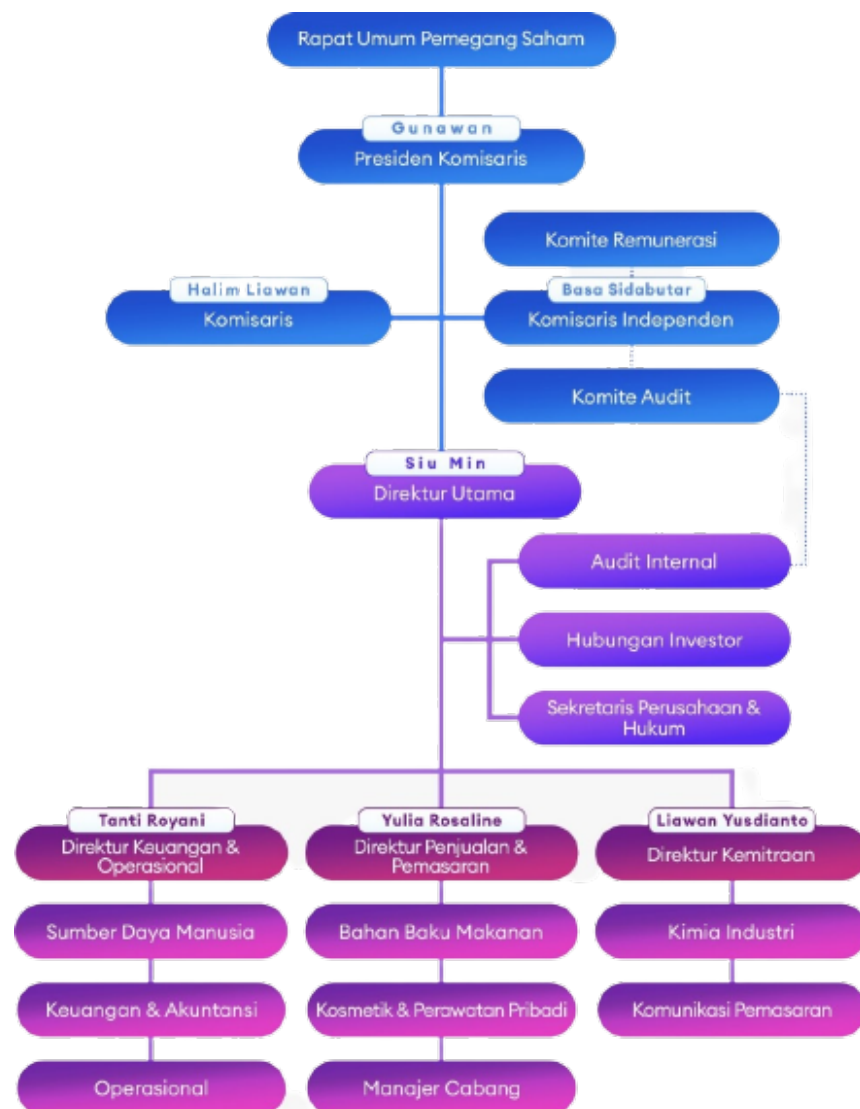 Rapat Umum Pemegang Saham
Gunawan
Presiden Komisaris
Komite Remunerasi
Halim Liawan
Komisaris
Basa Sidabutar
Komisaris Independen
Komite Audit
Siu Min
Direktur Utama
Audit Internal
Hubungan Investor
Sekretaris Perusahaan &
Hukum
Tanti Royani
Direktur Keuangan &
Operasional
Yulia Rosaline
Direktur Penjualan &
Pemasaran
Liawan Yusdianto
Direktur Kemitraan
Sumber Daya Manusia
Bahan Baku Makanan
Kimia Industri
Keuangan & Akuntansi
Kosmetik & Perawatan Pribadi
Komunikasi Pemasaran
Operasional
Manajer Cabang